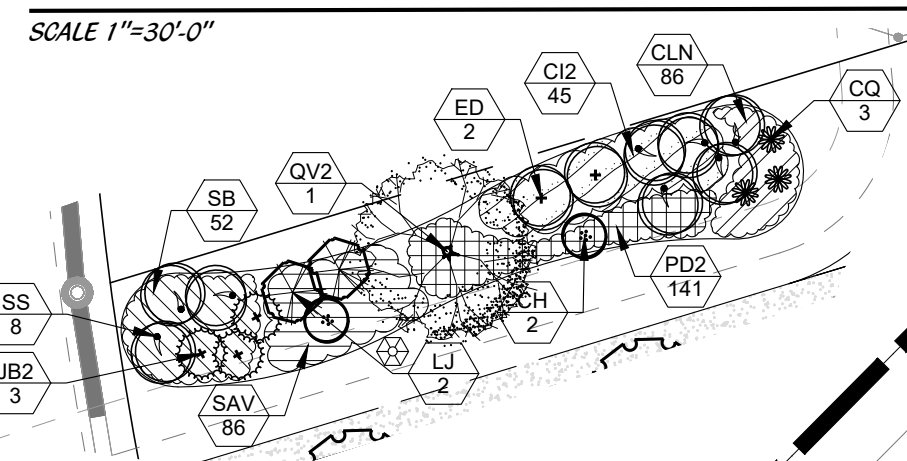 SCALE 1"=30'-0"
CLN
86
CI2
45
CQ
3
ED
2
QV2
1
SB
52
PD2
141
SS
8
CH
2
LJ
2
JB2
3
SAV
86